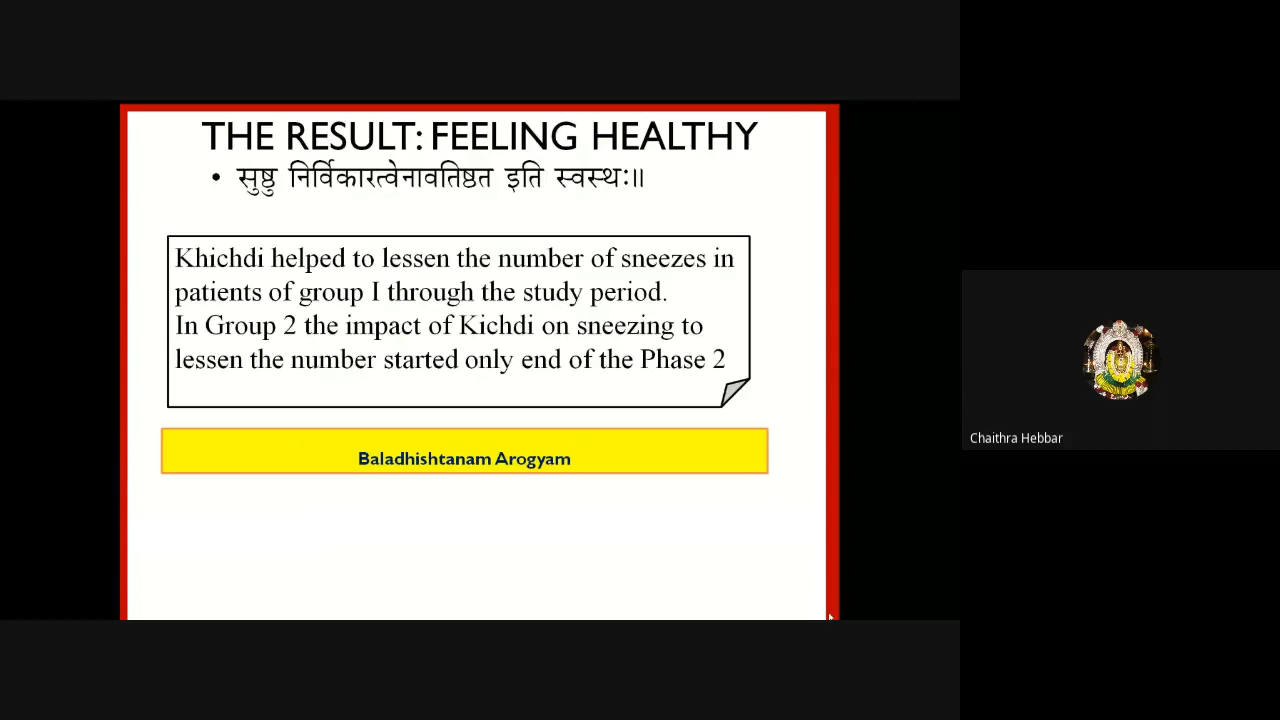 THE RESULT: FEELING HEALTHY
• सुष्ठु निर्विकारत्वेनावतिष्ठत इति स्वस्थः॥
Khichdi helped to lessen the number of sneezes in
patients of group I through the study period.
In Group 2 the impact of Kichdi on sneezing to
lessen the number started only end of the Phase 2
Baladhishtanam Arogyam
Chaithra Hebbar